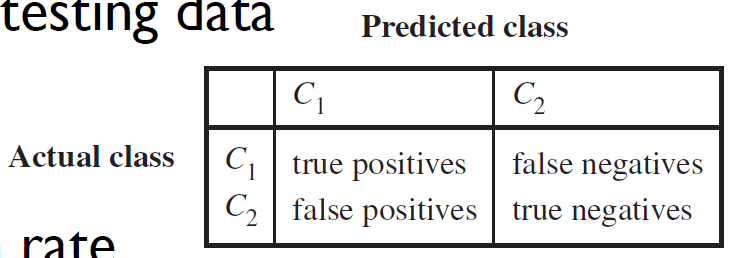 testing data
Predicted class
C₁ C₂
Actual class C₁ true positives false negatives
C₂ false positives true negatives
rate